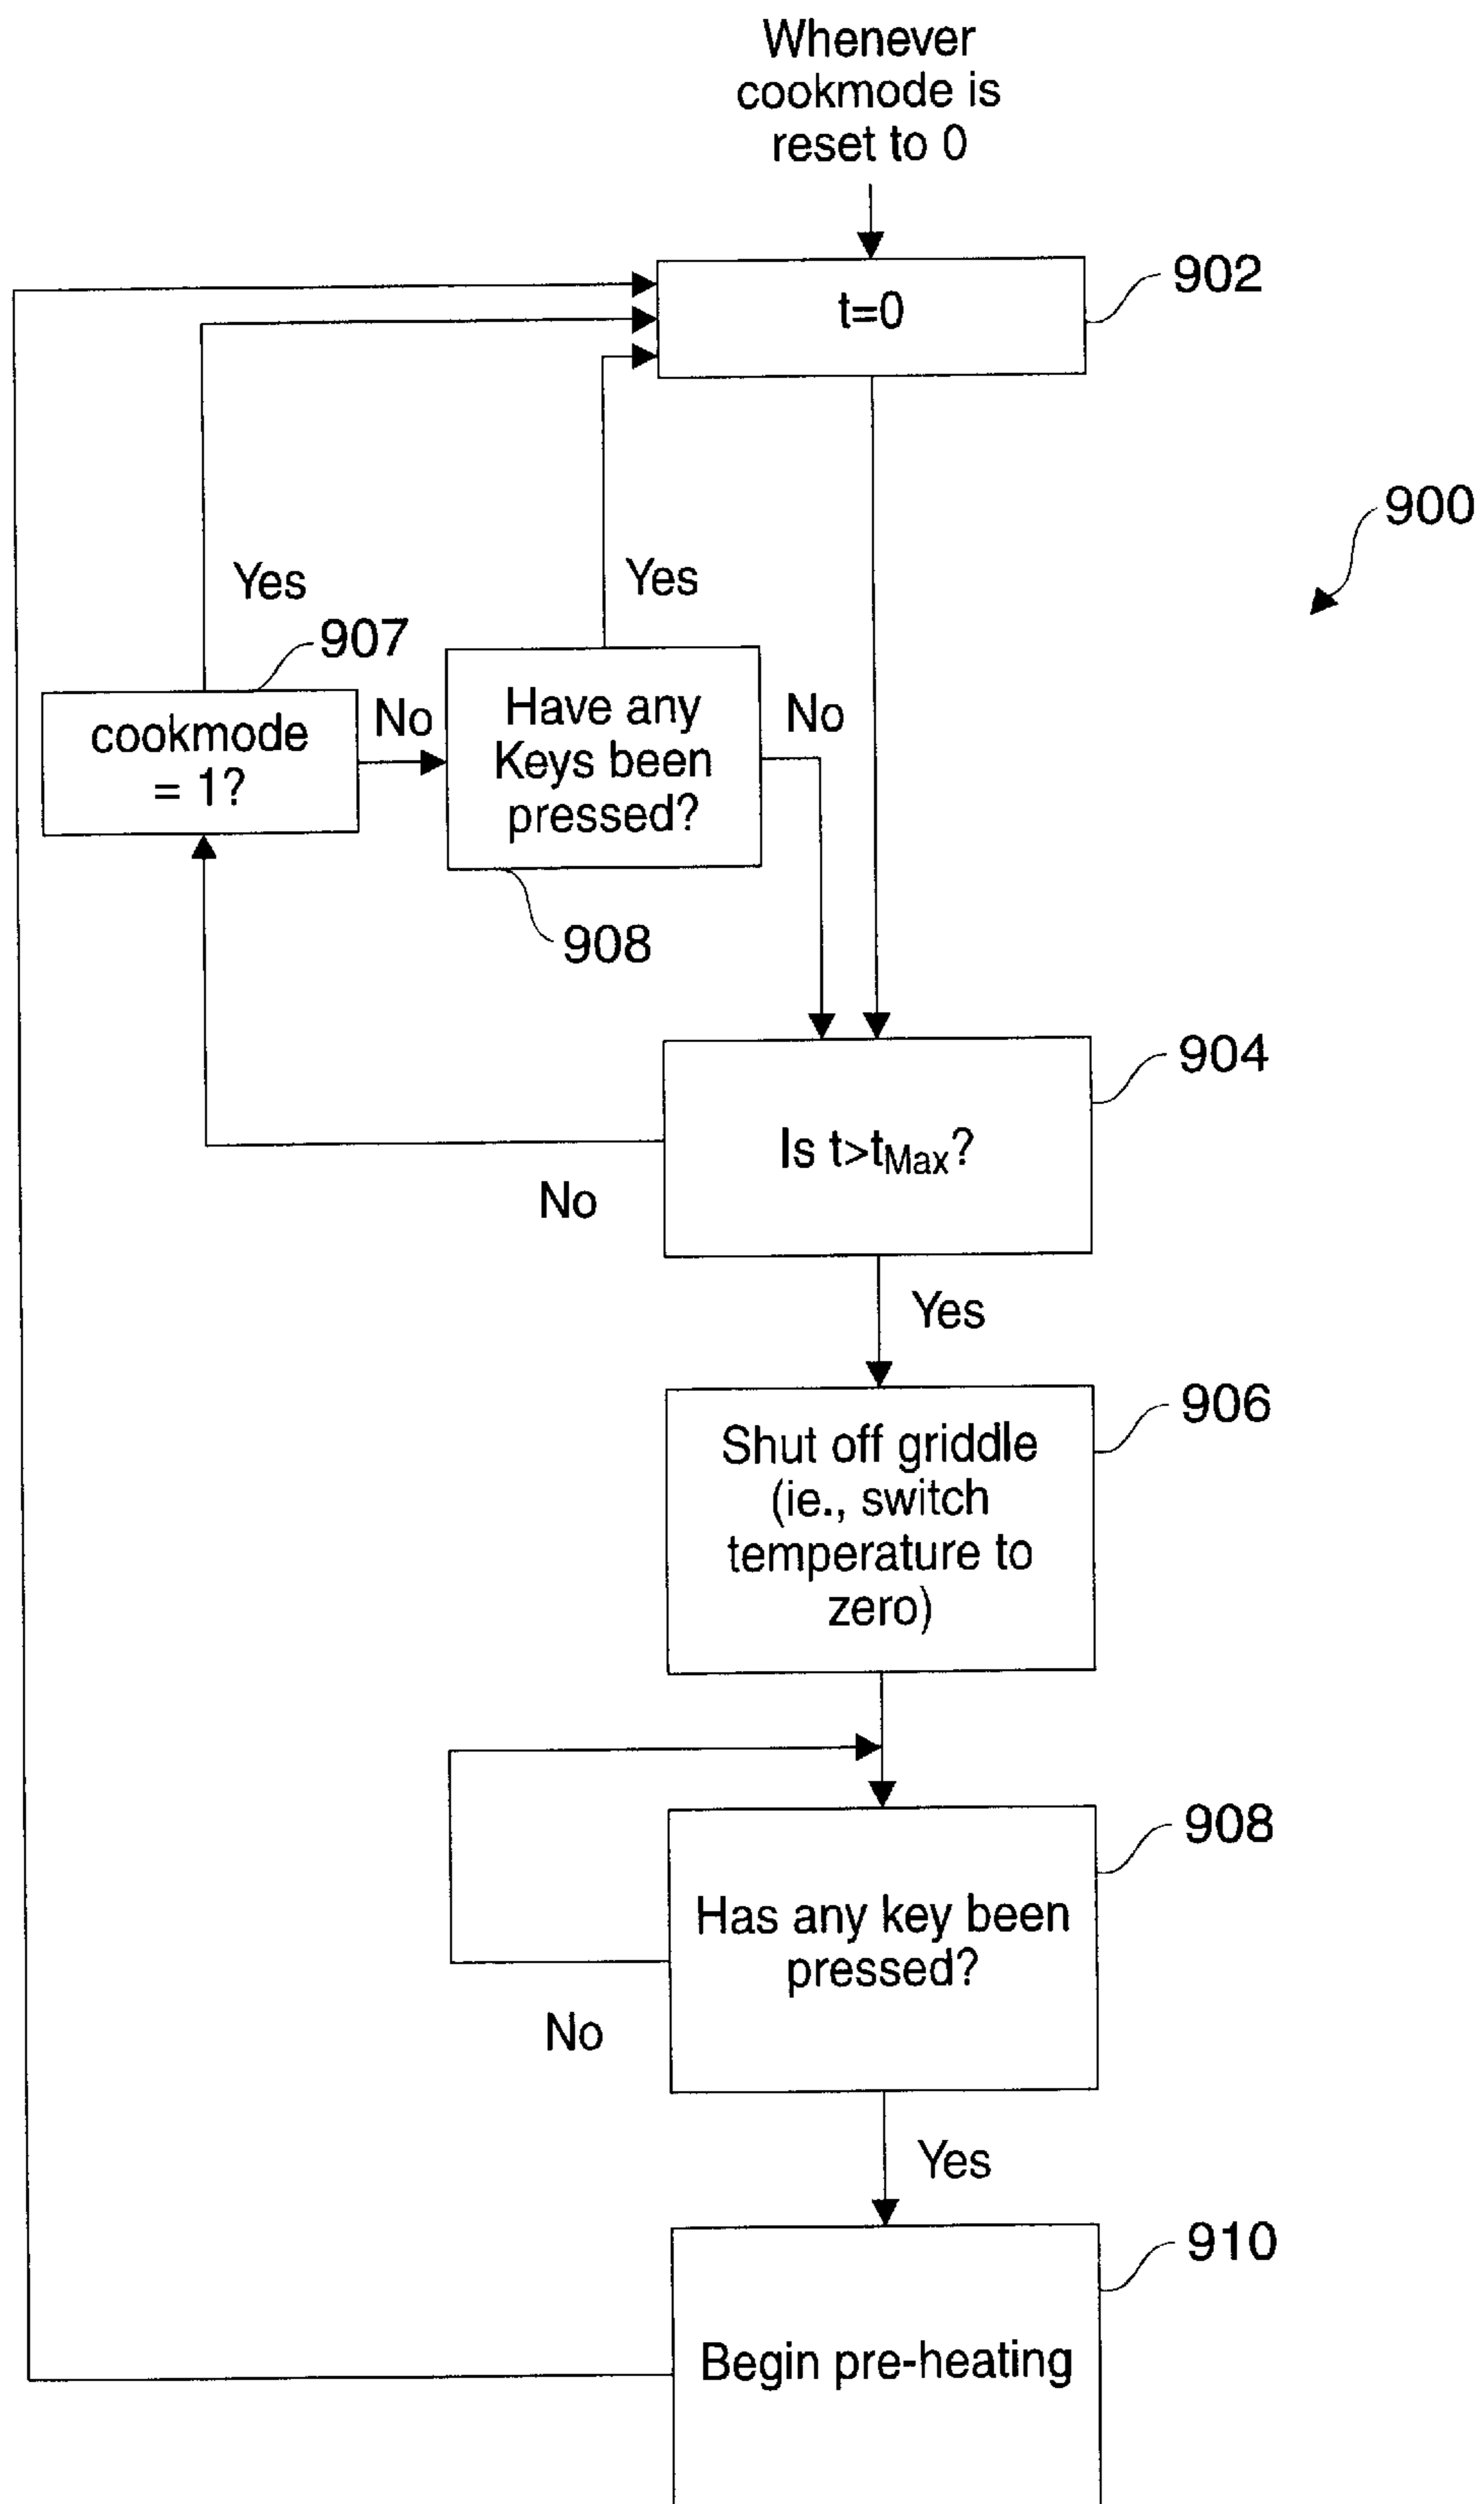 Whenever
cookmode is
reset to 0
t=0
902
900
Yes
Yes
907
cookmode
= 1?
No
Have any
Keys been
pressed?
No
908
904
Is t>tMax?
No
Yes
906
Shut off griddle
(ie., switch
temperature to
zero)
908
Has any key been
pressed?
No
Yes
910
Begin pre-heating